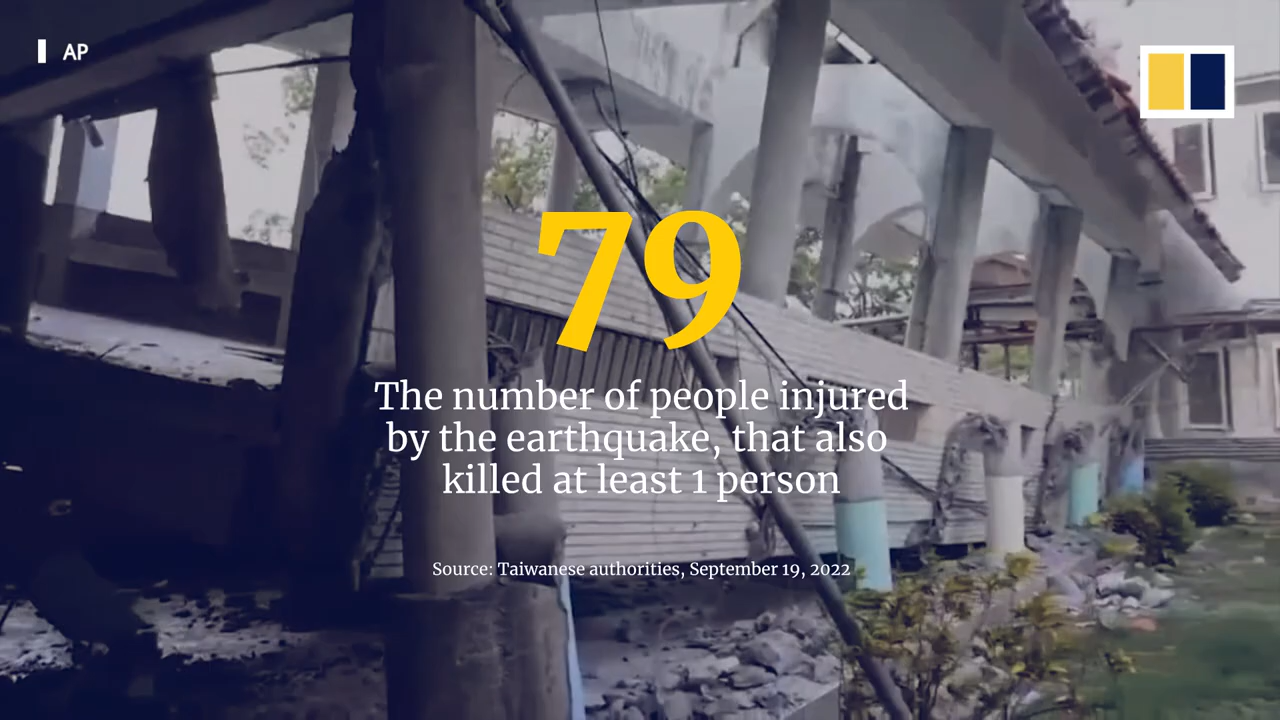 AP
79
The number of people injured
by the earthquake, that also
killed at least 1 person
Source: Taiwanese authorities, September 19, 2022